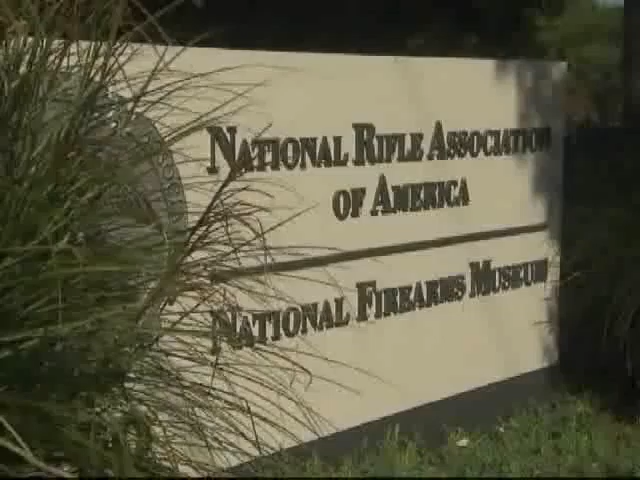 NATIONAL RIFLE ASSOCIATION
OF AMERICA
NATIONAL FIREARMS MUSEUM